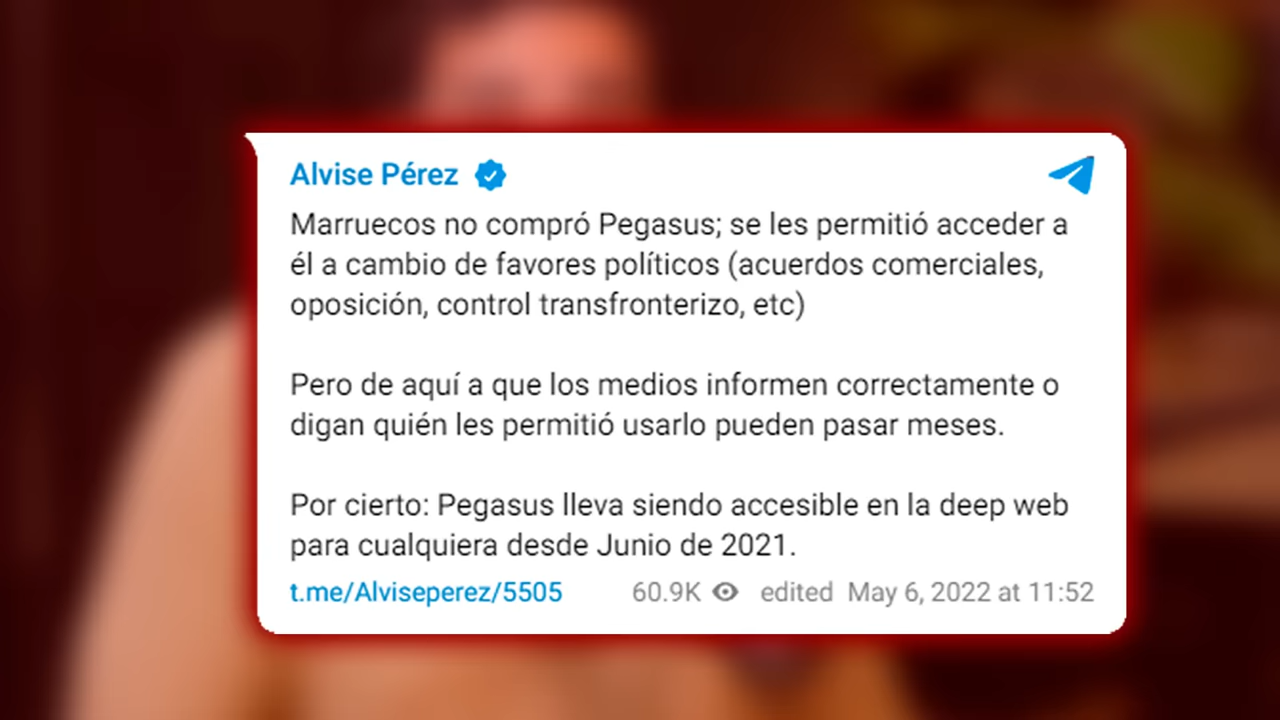 Alvise Pérez
Marruecos no compró Pegasus; se les permitió acceder a
él a cambio de favores políticos (acuerdos comerciales,
oposición, control transfronterizo, etc)
Pero de aquí a que los medios informen correctamente o
digan quién les permitió usarlo pueden pasar meses.
Por cierto: Pegasus lleva siendo accesible en la deep web
para cualquiera desde Junio de 2021.
t.me/Alviseperez/5505 60.9K edited May 6, 2022 at 11:52